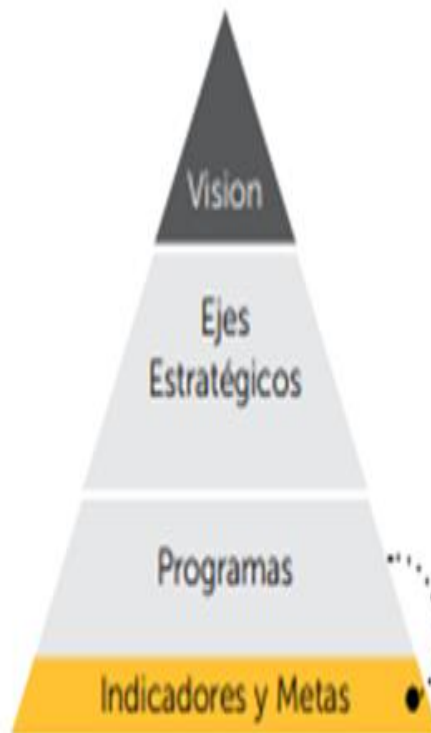 Vision
Ejes
Estratégicos
Programas
Indicadores y Metas